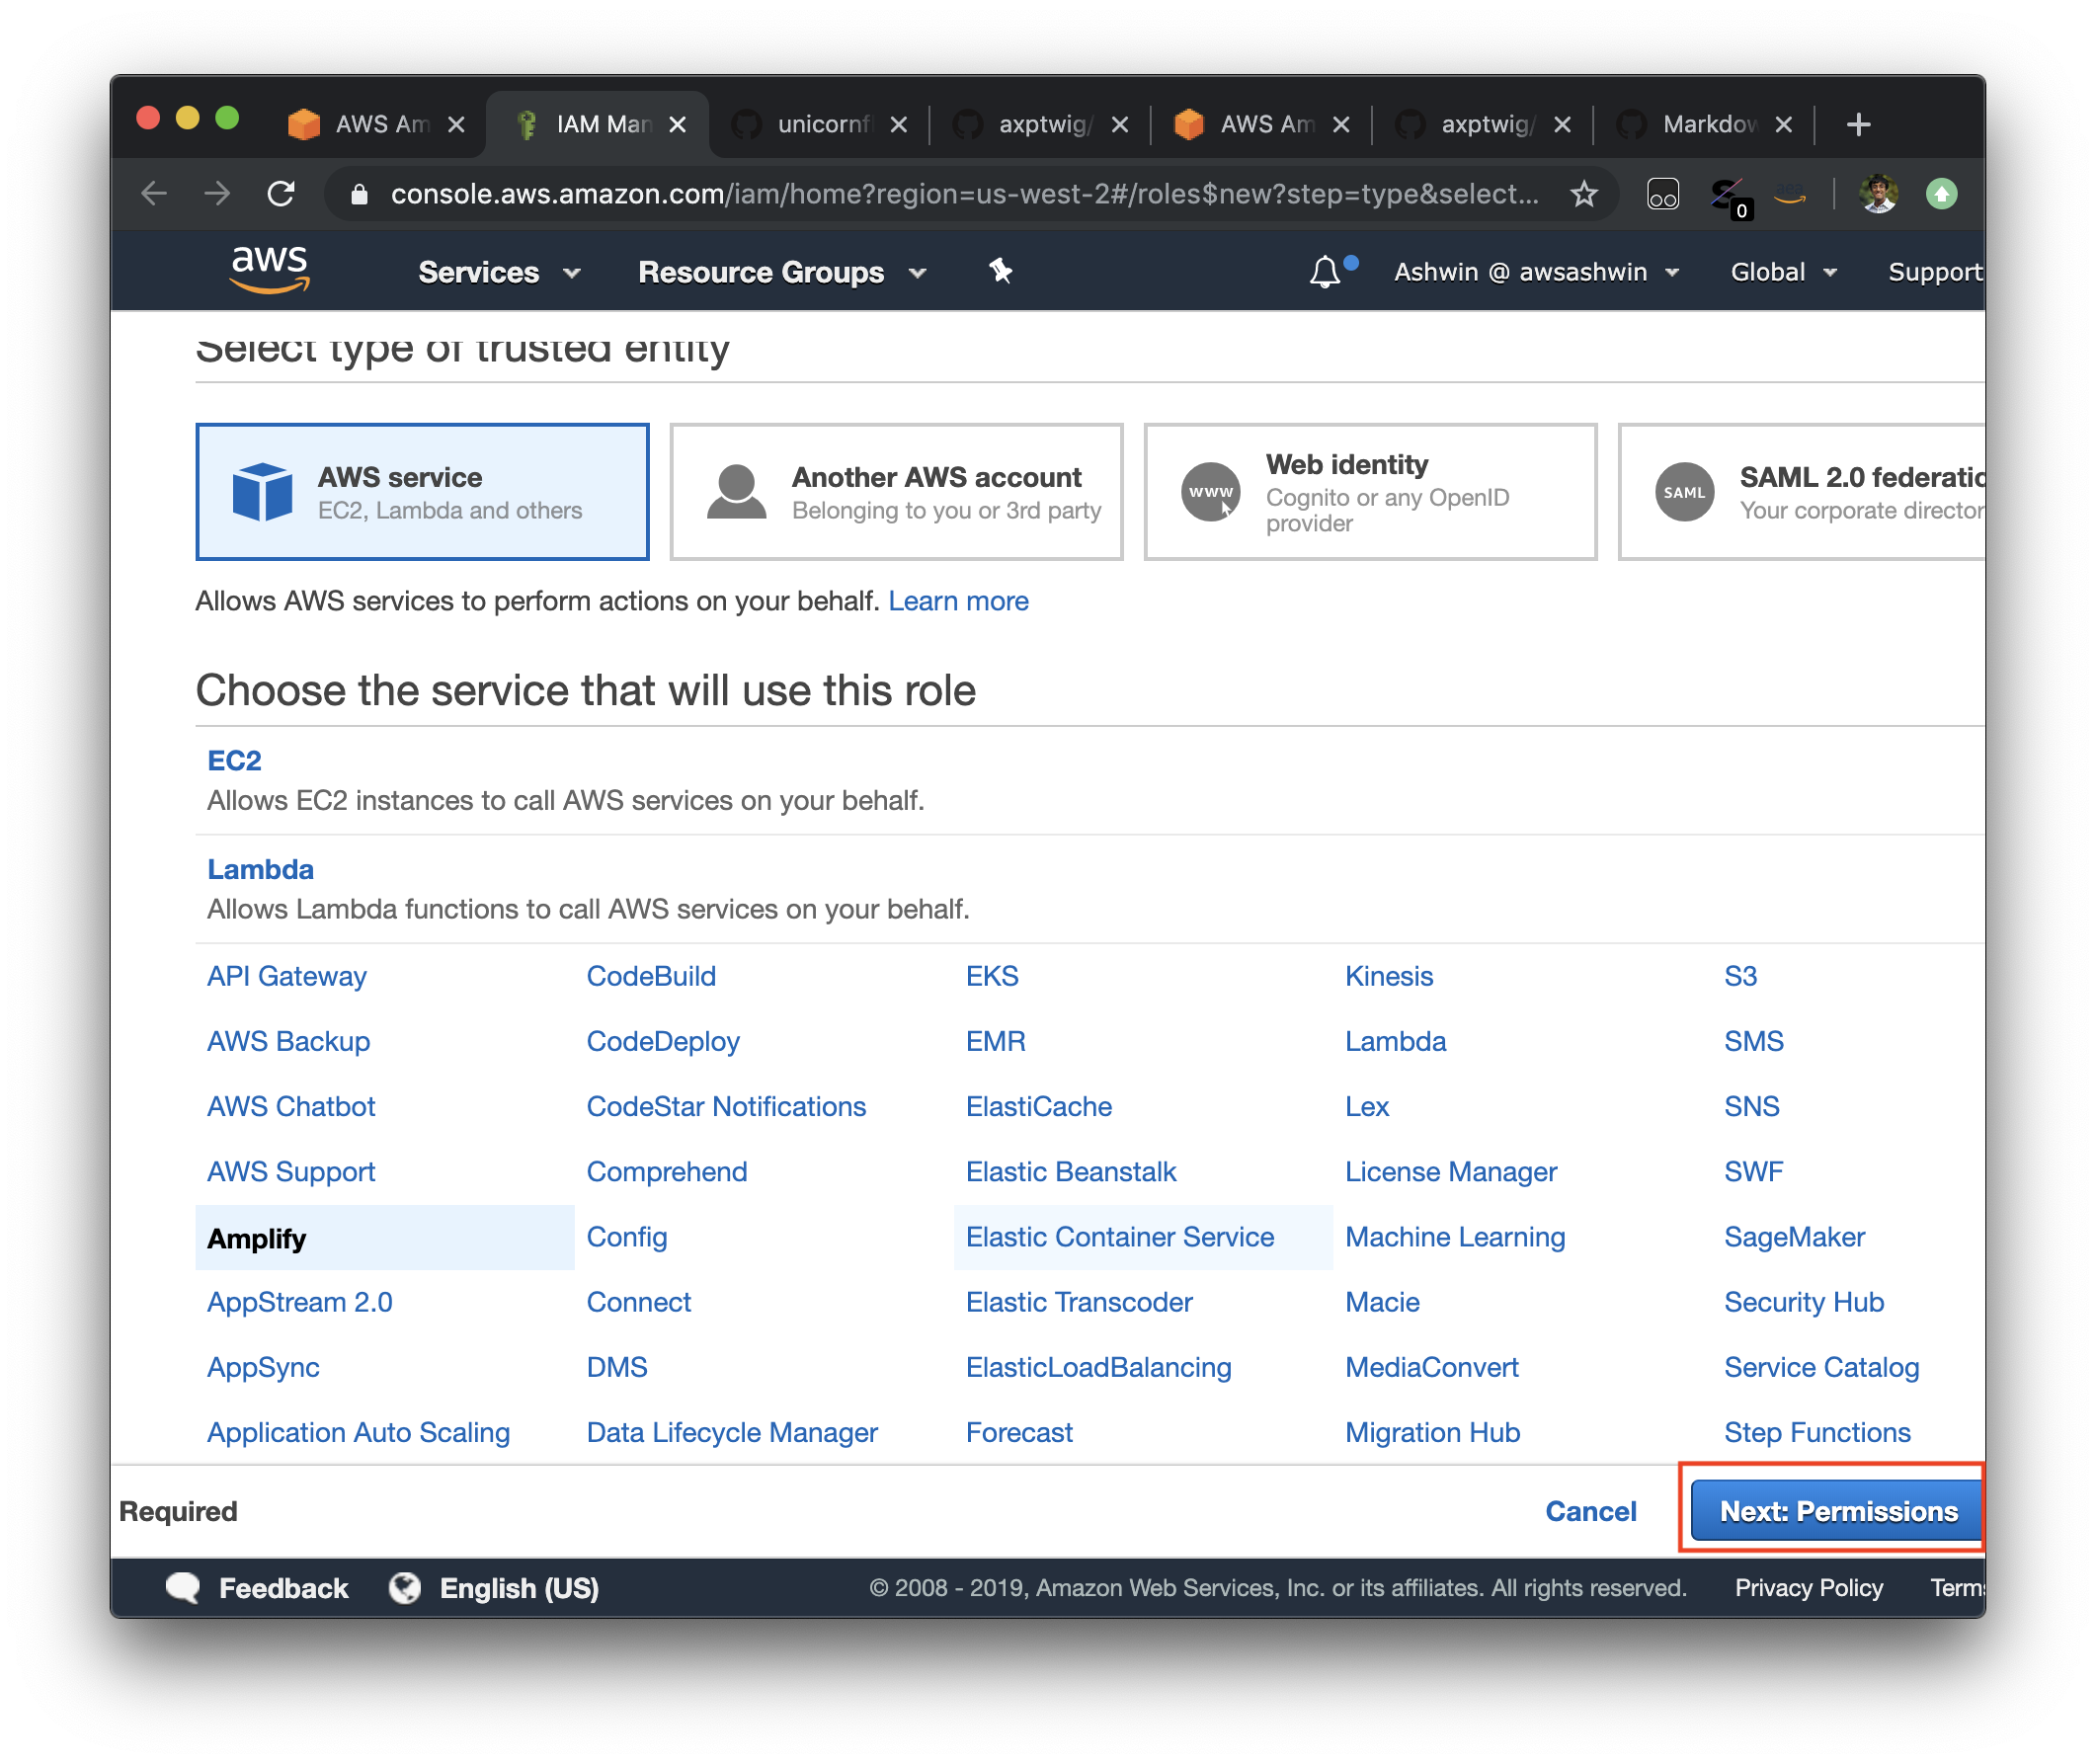 AWS Am
IAM Man
unicornf
axptwig/
AWS Am
axptwig/
Markdow
console.aws.amazon.com/iam/home?region=us-west-2#/roles$new?step=type&select...
0
aws
Services
Resource Groups
Ashwin @ awsashwin
Global
Support
Select type of trusted entity
AWS service
EC2, Lambda and others
Another AWS account
Belonging to you or 3rd party
www
Web identity
Cognito or any OpenID
provider
SAML
SAML 2.0 federatio
Your corporate director
Allows AWS services to perform actions on your behalf. Learn more
Choose the service that will use this role
EC2
Allows EC2 instances to call AWS services on your behalf.
Lambda
Allows Lambda functions to call AWS services on your behalf.
API Gateway CodeBuild EKS Kinesis S3
AWS Backup CodeDeploy EMR Lambda SMS
AWS Chatbot CodeStar Notifications ElastiCache Lex SNS
AWS Support Comprehend Elastic Beanstalk License Manager SWF
Amplify Config Elastic Container Service Machine Learning SageMaker
AppStream 2.0 Connect Elastic Transcoder Macie Security Hub
AppSync DMS ElasticLoadBalancing MediaConvert Service Catalog
Application Auto Scaling Data Lifecycle Manager Forecast Migration Hub Step Functions
Required
Cancel
Next: Permissions
Feedback
English (US)
© 2008 - 2019, Amazon Web Services, Inc. or its affiliates. All rights reserved.
Privacy Policy
Terms